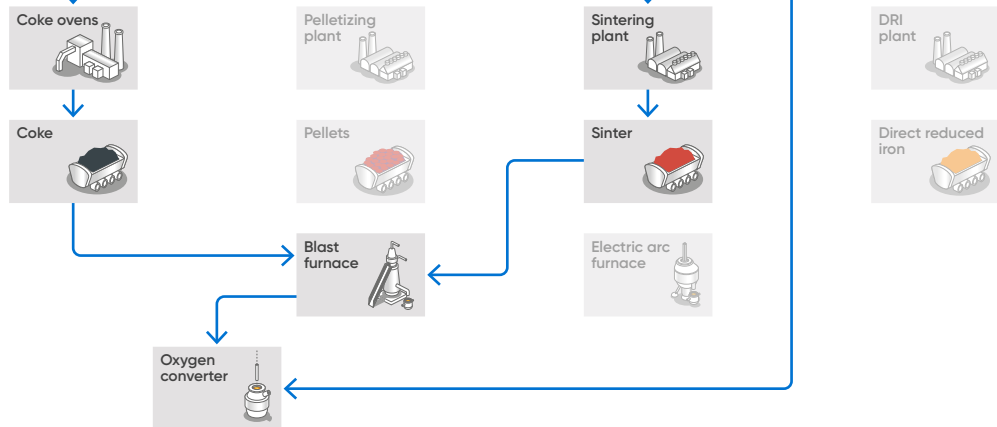 Coke ovens
Pelletizing
plant
Sintering
plant
DRI
plant
Coke
Pellets
Sinter
Direct reduced
iron
Blast
furnace
Electric arc
furnace
Oxygen
converter